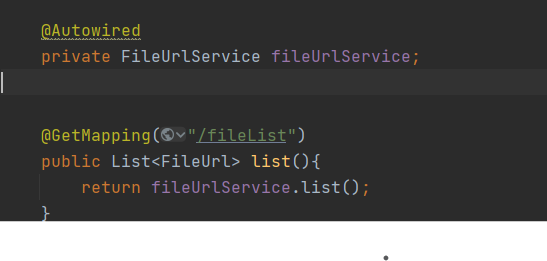 @Autowired
private FileUrlService fileUrlService;
@GetMapping("/fileList")
public List<FileUrl> list(){
return fileUrlService.list();
}